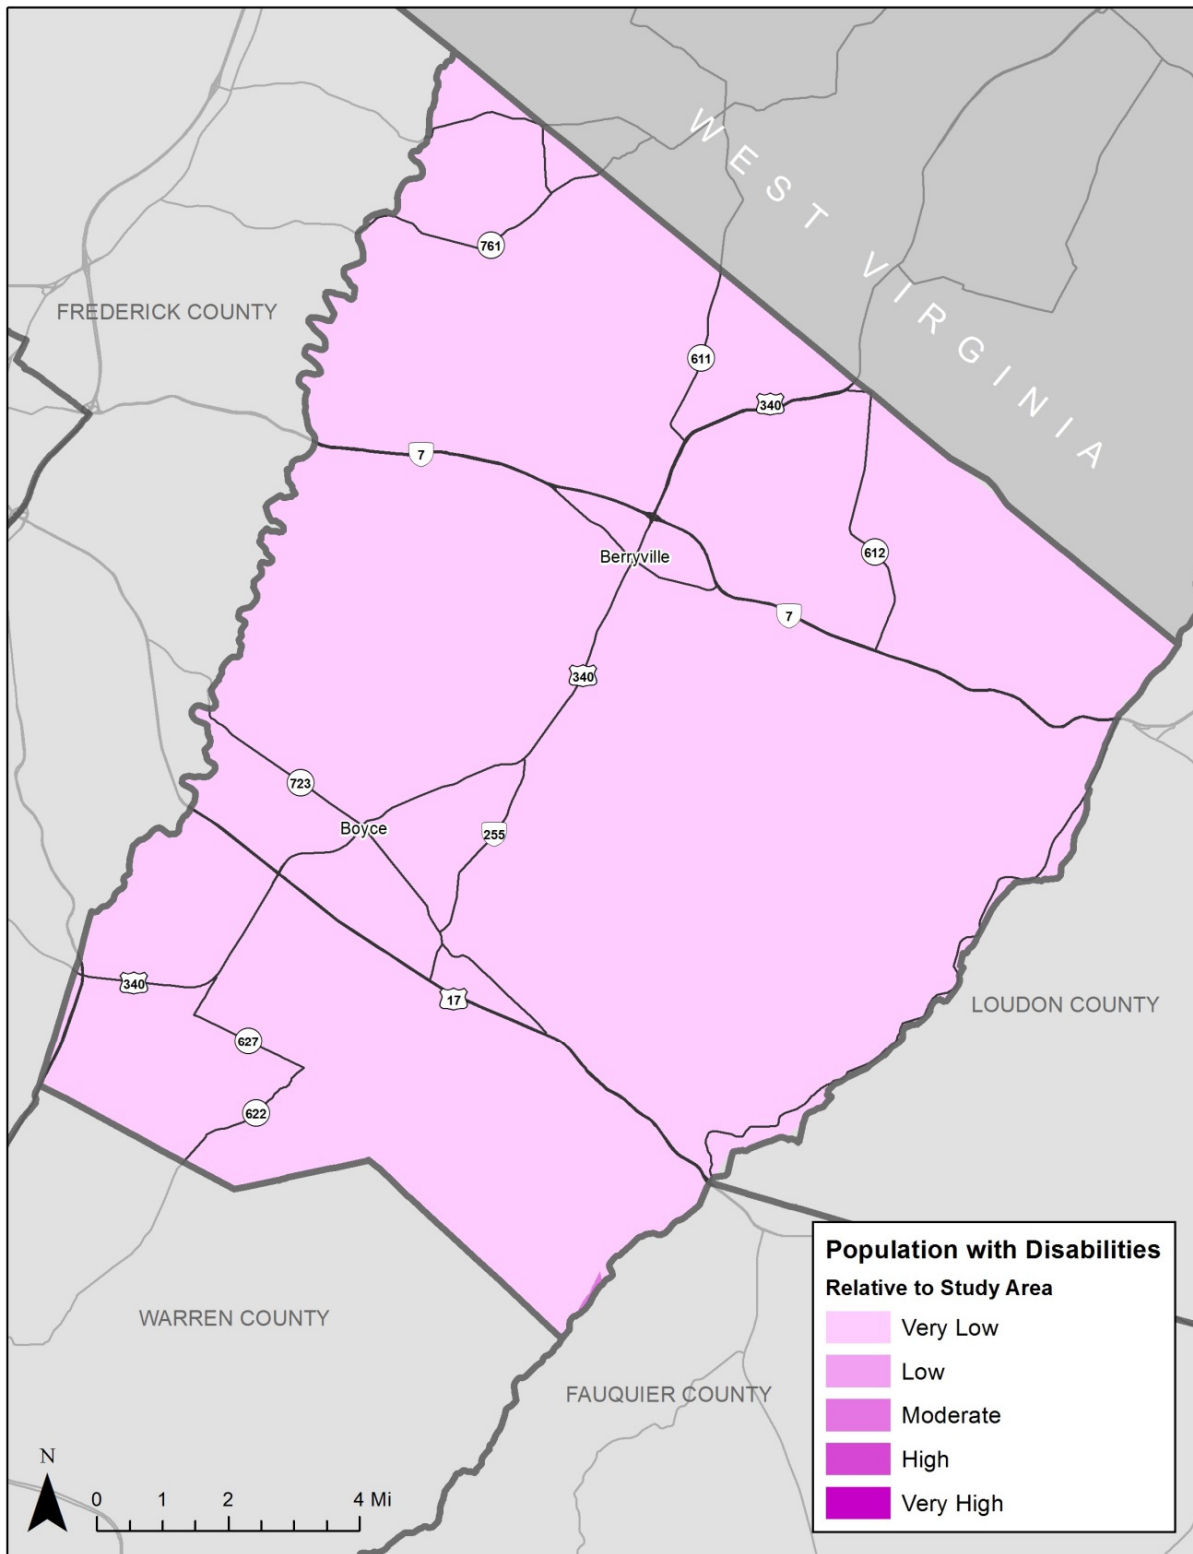 WEST VIRGINIA
761
FREDERICK COUNTY
611
340
7
Berryville
612
7
340
723
Boyce
255
340
17
LOUDON COUNTY
627
622
WARREN COUNTY
FAUQUIER COUNTY
Population with Disabilities
Relative to Study Area
Very Low
Low
Moderate
High
Very High
N
0 1 2 4 Mi